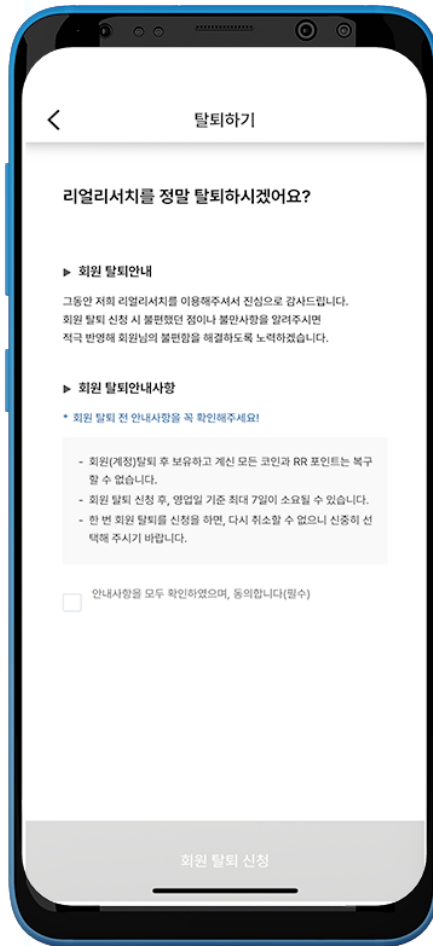 탈퇴하기
리얼리서치를 정말 탈퇴하시겠어요?
▶ 회원 탈퇴안내
그동안 저희 리얼리서치를 이용해주셔서 진심으로 감사드립니다.
회원 탈퇴 신청 시 불편했던 점이나 불만사항을 알려주시면
적극 반영해 회원님의 불편함을 해결하도록 노력하겠습니다.
▶ 회원 탈퇴안내사항
* 회원 탈퇴 전 안내사항을 꼭 확인해주세요!
- 회원(계정)탈퇴 후 보유하고 계신 모든 코인과 RR 포인트는 복구
할 수 없습니다.
- 회원 탈퇴 신청 후, 영업일 기준 최대 7일이 소요될 수 있습니다.
- 한 번 회원 탈퇴를 신청을 하면, 다시 취소할 수 없으니 신중히 선
택해 주시기 바랍니다.
안내사항을 모두 확인하였으며, 동의합니다(필수)
회원 탈퇴 신청